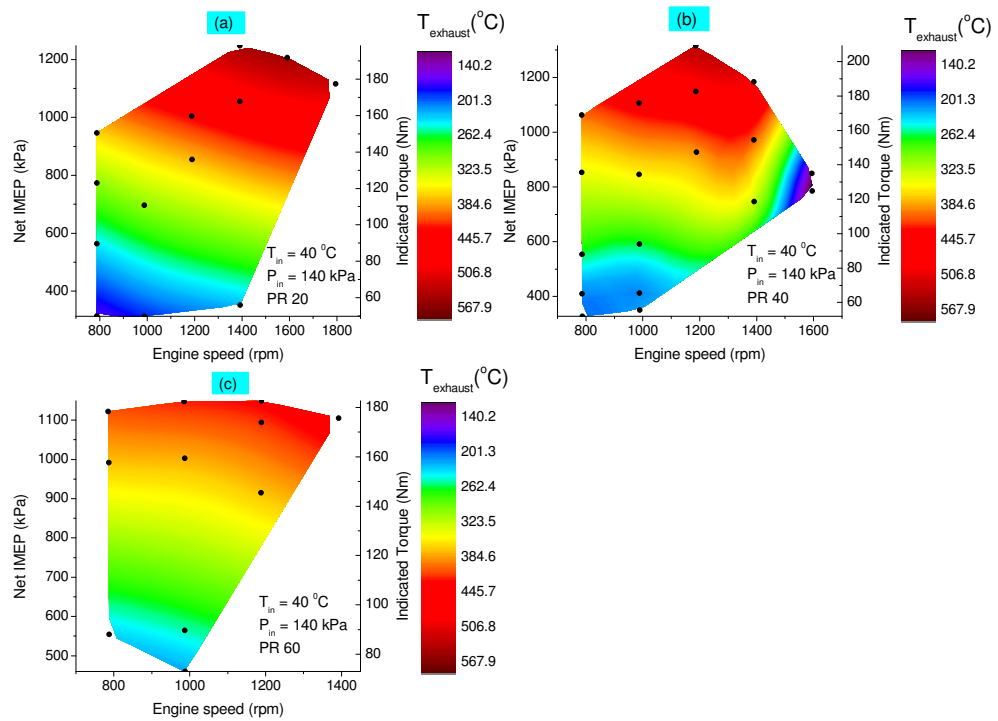 (a)
T_exhaust(°C)
140.2
201.3
262.4
323.5
384.6
445.7
506.8
567.9
Net IMEP (kPa)
1200
1000
800
600
400
Indicated Torque (Nm)
180
160
140
120
100
80
60
T_in = 40 °C
P_in = 140 kPa
PR 20
800 1000 1200 1400 1600 1800
Engine speed (rpm)
(b)
T_exhaust(°C)
140.2
201.3
262.4
323.5
384.6
445.7
506.8
567.9
Net IMEP (kPa)
1200
1000
800
600
400
Indicated Torque (Nm)
200
180
160
140
120
100
80
60
T_in = 40 °C
P_in = 140 kPa
PR 40
800 1000 1200 1400 1600
Engine speed (rpm)
(c)
T_exhaust(°C)
140.2
201.3
262.4
323.5
384.6
445.7
506.8
567.9
Net IMEP (kPa)
1100
1000
900
800
700
600
500
Indicated Torque (Nm)
180
160
140
120
100
80
T_in = 40 °C
P_in = 140 kPa
PR 60
800 1000 1200 1400
Engine speed (rpm)